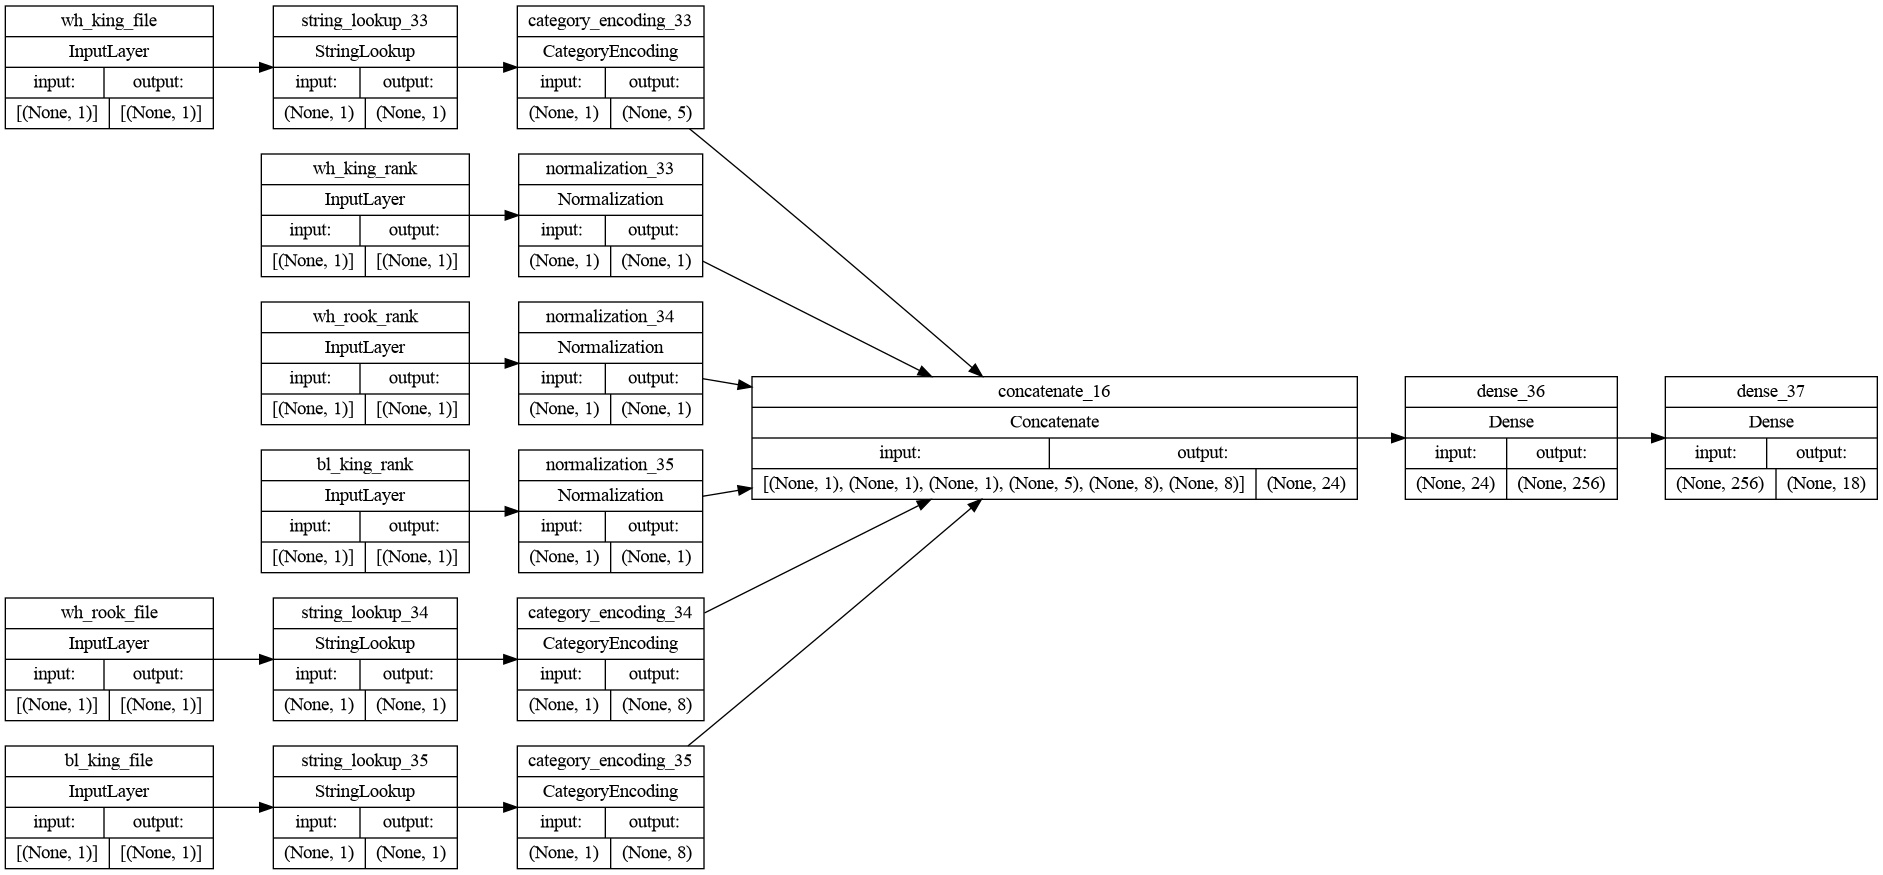 wh_king_file
InputLayer
input: output:
[(None, 1)] [(None, 1)]
string_lookup_33
StringLookup
input: output:
(None, 1) (None, 1)
category_encoding_33
CategoryEncoding
input: output:
(None, 1) (None, 5)
wh_king_rank
InputLayer
input: output:
[(None, 1)] [(None, 1)]
normalization_33
Normalization
input: output:
(None, 1) (None, 1)
wh_rook_rank
InputLayer
input: output:
[(None, 1)] [(None, 1)]
normalization_34
Normalization
input: output:
(None, 1) (None, 1)
bl_king_rank
InputLayer
input: output:
[(None, 1)] [(None, 1)]
normalization_35
Normalization
input: output:
(None, 1) (None, 1)
wh_rook_file
InputLayer
input: output:
[(None, 1)] [(None, 1)]
string_lookup_34
StringLookup
input: output:
(None, 1) (None, 1)
category_encoding_34
CategoryEncoding
input: output:
(None, 1) (None, 8)
bl_king_file
InputLayer
input: output:
[(None, 1)] [(None, 1)]
string_lookup_35
StringLookup
input: output:
(None, 1) (None, 1)
category_encoding_35
CategoryEncoding
input: output:
(None, 1) (None, 8)
concatenate_16
Concatenate
input: output:
[(None, 1), (None, 1), (None, 1), (None, 5), (None, 8), (None, 8)] (None, 24)
dense_36
Dense
input: output:
(None, 24) (None, 256)
dense_37
Dense
input: output:
(None, 256) (None, 18)